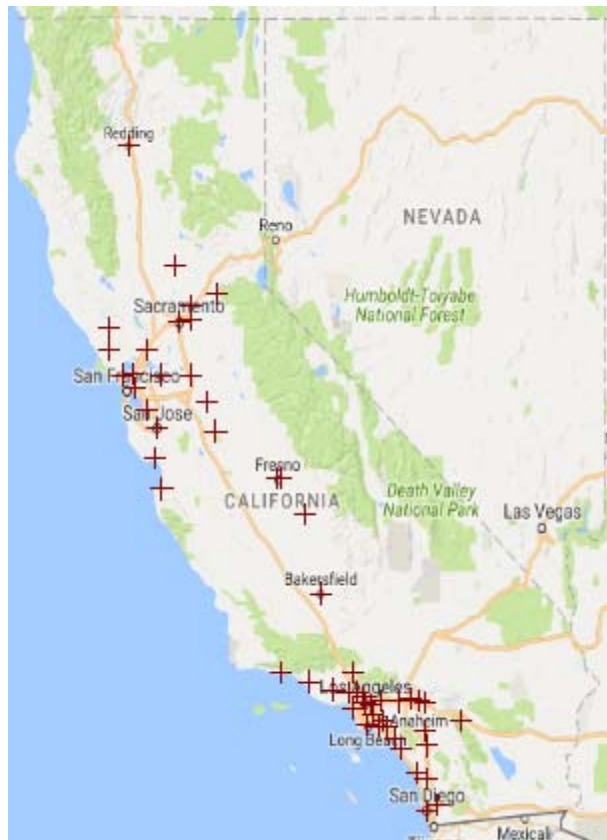 Redding
Reno
NEVADA
Humboldt-Toiyabe
National Forest
Sacramento
San Francisco
San Jose
Fresno
CALIFORNIA
Death Valley
National Park
Las Vegas
Bakersfield
Los Angeles
Anaheim
Long Beach
San Diego
Mexicali